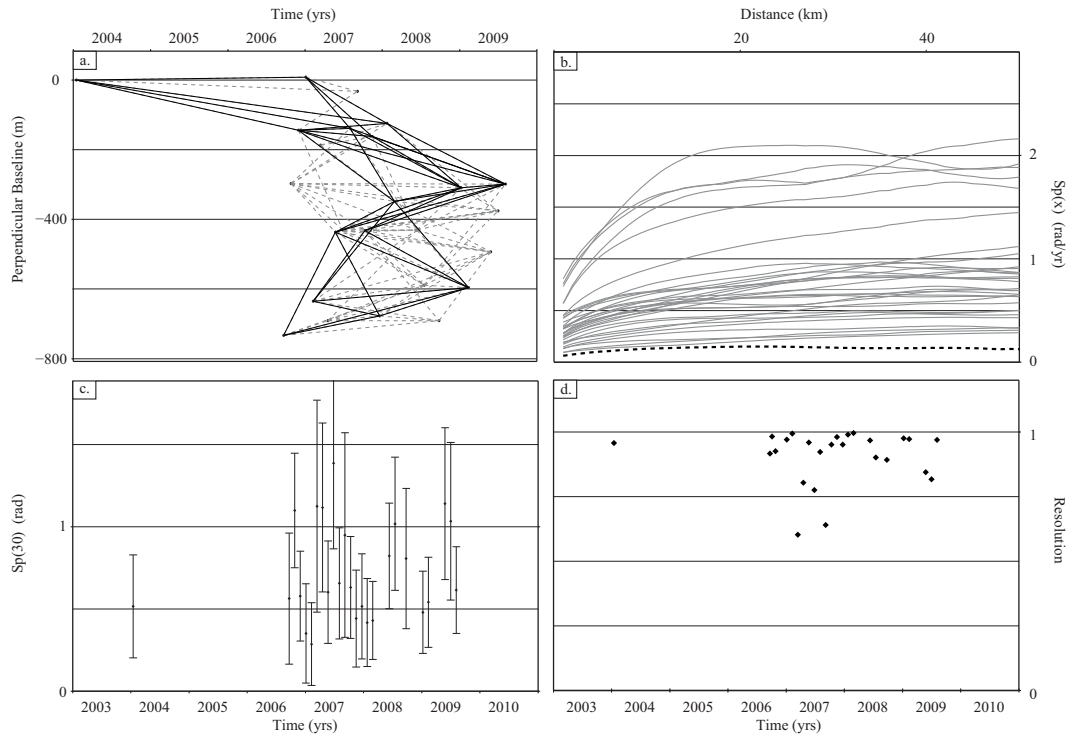 Time (yrs)
2004 2005 2006 2007 2008 2009
a.
0
−400
−800
Perpendicular Baseline (m)
Distance (km)
20 40
b.
2
1
0
Sp(x) (rad/yr)
c.
1
0
Sp(30) (rad)
2003 2004 2005 2006 2007 2008 2009 2010
Time (yrs)
d.
1
0
Resolution
2003 2004 2005 2006 2007 2008 2009 2010
Time (yrs)